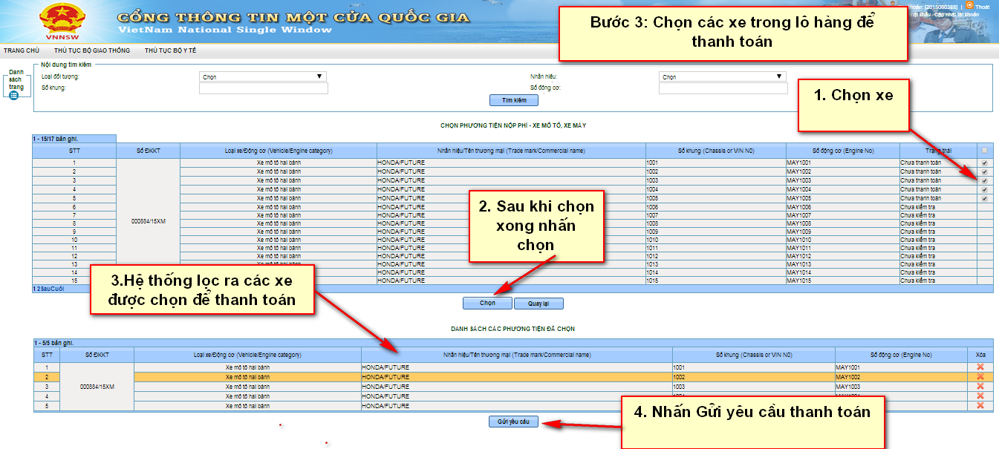 CỔNG THÔNG TIN MỘT CỬA QUỐC GIA
VietNam National Single Window
VNNSW
khoản: [2015060388] | Thoát
mật khẩu Cập nhật tài khoản
Bước 3: Chọn các xe trong lô hàng để
thanh toán
TRANG CHỦ THỦ TỤC BỘ GIAO THÔNG THỦ TỤC BỘ Y TẾ
Danh
sách
trang
Nội dung tìm kiếm
Loại đối tượng: Chọn Nhãn hiệu: Chọn
Số khung: Số động cơ:
Tìm kiếm
1. Chọn xe
CHỌN PHƯƠNG TIỆN NỘP PHÍ - XE MÔ TÔ, XE MÁY
1 - 15/17 bản ghi.
STT Số ĐKKT Loại xe/Động cơ (Vehicle/Engine category) Nhãn hiệu/Tên thương mại (Trade mark/Commercial name) Số khung (Chassis or VIN N0) Số động cơ (Engine No) Trạng thái
1 Xe mô tô hai bánh HONDA/FUTURE 1001 MAY1001 Chưa thanh toán
2 Xe mô tô hai bánh HONDA/FUTURE 1002 MAY1002 Chưa thanh toán
3 Xe mô tô hai bánh HONDA/FUTURE 1003 MAY1003 Chưa thanh toán
4 Xe mô tô hai bánh HONDA/FUTURE 1004 MAY1004 Chưa thanh toán
5 Xe mô tô hai bánh HONDA/FUTURE 1005 MAY1005 Chưa thanh toán
6 Xe mô tô hai bánh HONDA/FUTURE 1006 MAY1006 Chưa kiểm tra
7 Xe mô tô hai bánh HONDA/FUTURE 1007 MAY1007 Chưa kiểm tra
000884/15XM
8 Xe mô tô hai bánh HONDA/FUTURE 1008 MAY1008 Chưa kiểm tra
9 Xe mô tô hai bánh HONDA/FUTURE 1009 MAY1009 Chưa kiểm tra
10 Xe mô tô hai bánh HONDA/FUTURE 1010 MAY1010 Chưa kiểm tra
11 Xe mô tô hai bánh HONDA/FUTURE 1011 MAY1011 Chưa kiểm tra
12 Xe mô tô hai bánh HONDA/FUTURE 1012 MAY1012 Chưa kiểm tra
13 Xe mô tô hai bánh HONDA/FUTURE 1013 MAY1013 Chưa kiểm tra
14 HONDA/FUTURE 1014 MAY1014 Chưa kiểm tra
15 HONDA/FUTURE 1015 MAY1015 Chưa kiểm tra
1 2SauCuối
2. Sau khi chọn
xong nhấn
chọn
3.Hệ thống lọc ra các xe
được chọn để thanh toán
Chọn Quay lại
DANH SÁCH CÁC PHƯƠNG TIỆN ĐÃ CHỌN
1 - 5/5 bản ghi.
STT Số ĐKKT Loại xe/Động cơ (Vehicle/Engine category) Nhãn hiệu/Tên thương mại (Trade mark/Commercial name) Số khung (Chassis or VIN N0) Số động cơ (Engine No) Xóa
1 Xe mô tô hai bánh HONDA/FUTURE 1001 MAY1001
2 Xe mô tô hai bánh HONDA/FUTURE 1002 MAY1002
3 000884/15XM Xe mô tô hai bánh HONDA/FUTURE 1003 MAY1003
4 Xe mô tô hai bánh HONDA/FUTURE
5 Xe mô tô hai bánh HONDA/FUTURE
4. Nhấn Gửi yêu cầu thanh toán
Gửi yêu cầu